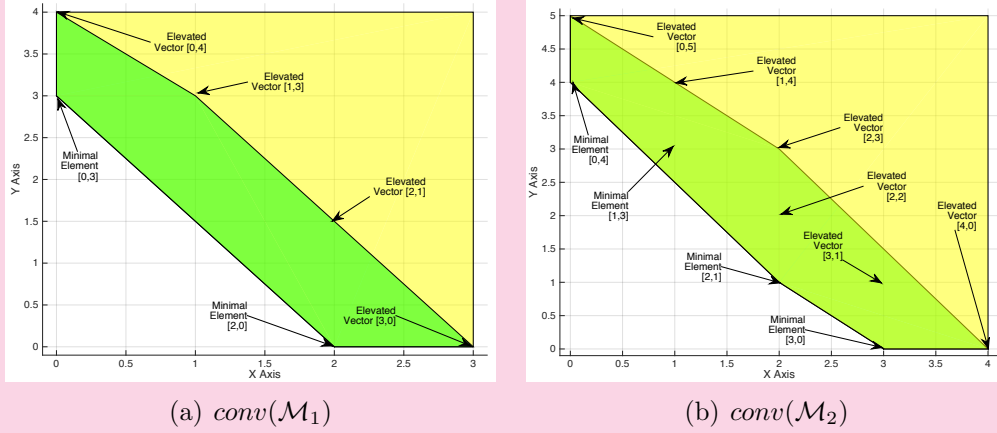 4
3.5
3
2.5
2
1.5
1
0.5
0
0
0.5
1
1.5
2
2.5
3
Y Axis
X Axis
Elevated
Vector [0,4]
Elevated
Vector [1,3]
Elevated
Vector [2,1]
Minimal
Element
[0,3]
Minimal
Element
[2,0]
Elevated
Vector [3,0]
(a) conv(ℳ₁)
5
4.5
4
3.5
3
2.5
2
1.5
1
0.5
0
0
0.5
1
1.5
2
2.5
3
3.5
4
Y Axis
X Axis
Elevated
Vector
[0,5]
Elevated
Vector
[1,4]
Elevated
Vector
[2,3]
Minimal
Element
[0,4]
Minimal
Element
[1,3]
Elevated
Vector
[2,2]
Elevated
Vector
[4,0]
Elevated
Vector
[3,1]
Minimal
Element
[2,1]
Minimal
Element
[3,0]
(b) conv(ℳ₂)